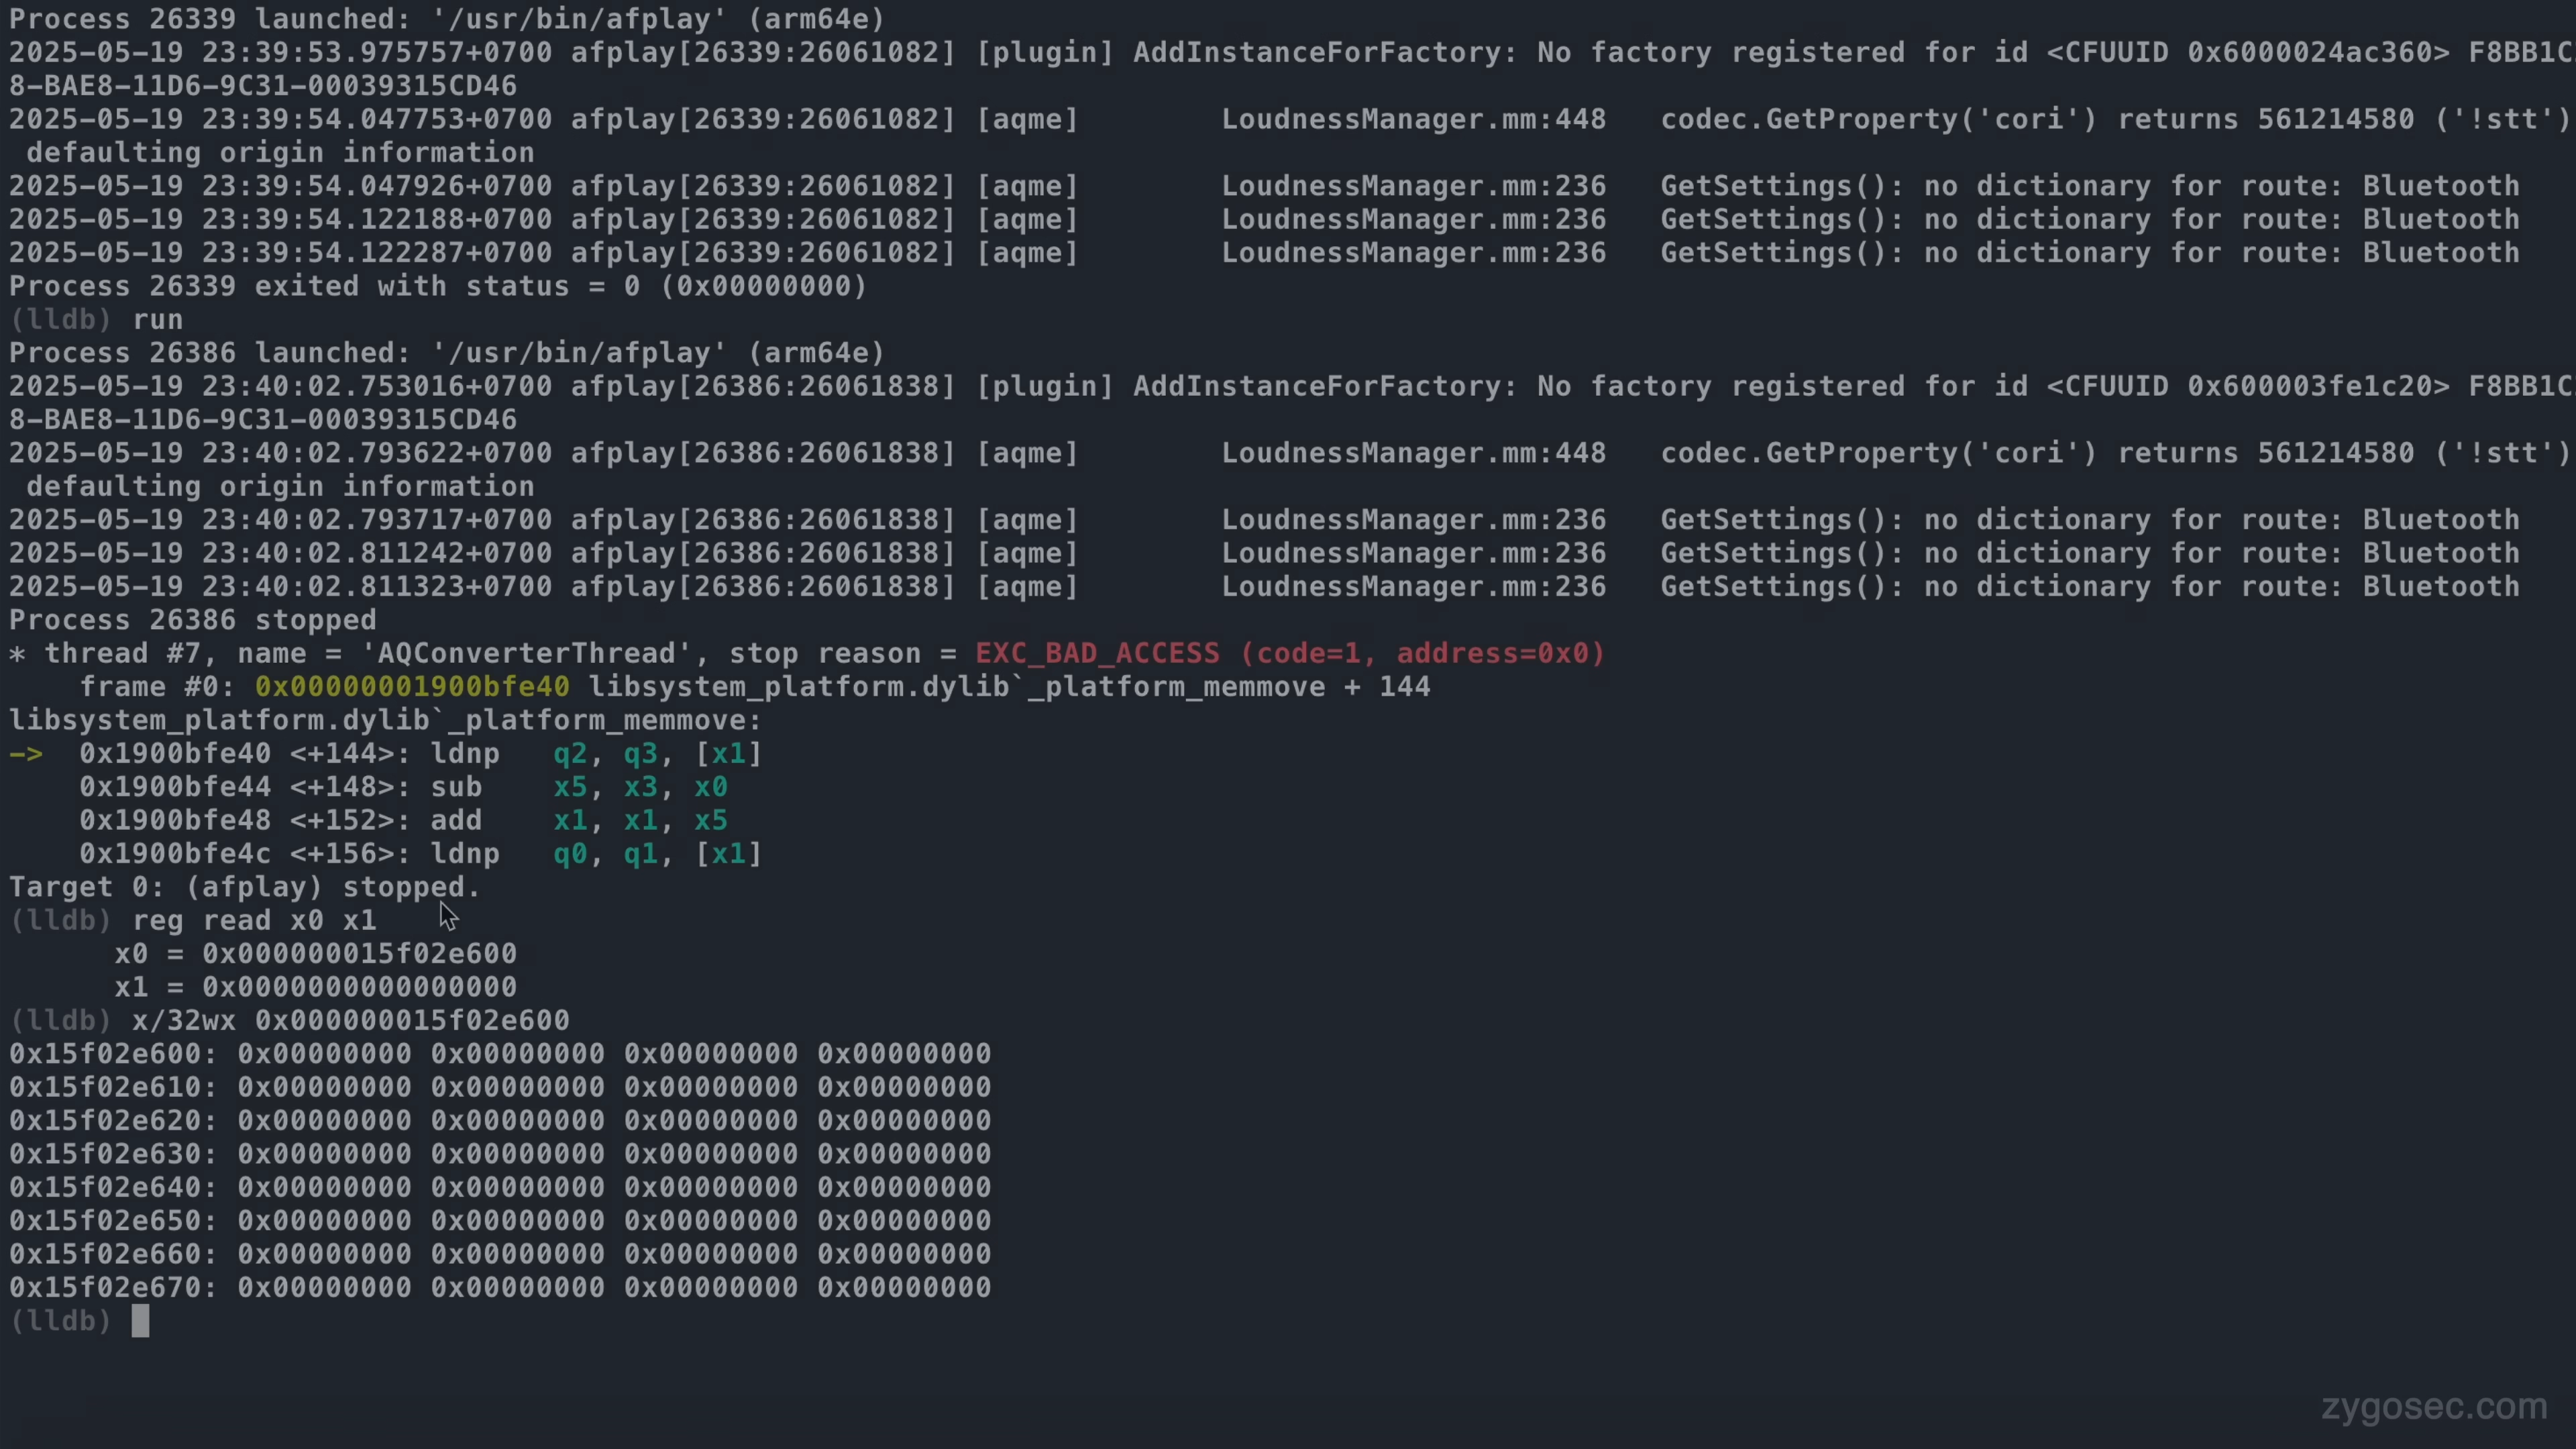 Process 26339 launched: '/usr/bin/afplay' (arm64e)
2025-05-19 23:39:53.975757+0700 afplay[26339:26061082] [plugin] AddInstanceForFactory: No factory registered for id <CFUUID 0x6000024ac360> F8BB1C
8-BAE8-11D6-9C31-00039315CD46
2025-05-19 23:39:54.047753+0700 afplay[26339:26061082] [aqme]        LoudnessManager.mm:448   codec.GetProperty('cori') returns 561214580 ('!stt')
 defaulting origin information
2025-05-19 23:39:54.047926+0700 afplay[26339:26061082] [aqme]        LoudnessManager.mm:236   GetSettings(): no dictionary for route: Bluetooth
2025-05-19 23:39:54.122188+0700 afplay[26339:26061082] [aqme]        LoudnessManager.mm:236   GetSettings(): no dictionary for route: Bluetooth
2025-05-19 23:39:54.122287+0700 afplay[26339:26061082] [aqme]        LoudnessManager.mm:236   GetSettings(): no dictionary for route: Bluetooth
Process 26339 exited with status = 0 (0x00000000)
(lldb) run
Process 26386 launched: '/usr/bin/afplay' (arm64e)
2025-05-19 23:40:02.753016+0700 afplay[26386:26061838] [plugin] AddInstanceForFactory: No factory registered for id <CFUUID 0x600003fe1c20> F8BB1C
8-BAE8-11D6-9C31-00039315CD46
2025-05-19 23:40:02.793622+0700 afplay[26386:26061838] [aqme]        LoudnessManager.mm:448   codec.GetProperty('cori') returns 561214580 ('!stt')
 defaulting origin information
2025-05-19 23:40:02.793717+0700 afplay[26386:26061838] [aqme]        LoudnessManager.mm:236   GetSettings(): no dictionary for route: Bluetooth
2025-05-19 23:40:02.811242+0700 afplay[26386:26061838] [aqme]        LoudnessManager.mm:236   GetSettings(): no dictionary for route: Bluetooth
2025-05-19 23:40:02.811323+0700 afplay[26386:26061838] [aqme]        LoudnessManager.mm:236   GetSettings(): no dictionary for route: Bluetooth
Process 26386 stopped
* thread #7, name = 'AQConverterThread', stop reason = EXC_BAD_ACCESS (code=1, address=0x0)
    frame #0: 0x00000001900bfe40 libsystem_platform.dylib`_platform_memmove + 144
libsystem_platform.dylib`_platform_memmove:
->  0x1900bfe40 <+144>: ldnp   q2, q3, [x1]
    0x1900bfe44 <+148>: sub    x5, x3, x0
    0x1900bfe48 <+152>: add    x1, x1, x5
    0x1900bfe4c <+156>: ldnp   q0, q1, [x1]
Target 0: (afplay) stopped.
(lldb) reg read x0 x1
      x0 = 0x000000015f02e600
      x1 = 0x0000000000000000
(lldb) x/32wx 0x000000015f02e600
0x15f02e600: 0x00000000 0x00000000 0x00000000 0x00000000
0x15f02e610: 0x00000000 0x00000000 0x00000000 0x00000000
0x15f02e620: 0x00000000 0x00000000 0x00000000 0x00000000
0x15f02e630: 0x00000000 0x00000000 0x00000000 0x00000000
0x15f02e640: 0x00000000 0x00000000 0x00000000 0x00000000
0x15f02e650: 0x00000000 0x00000000 0x00000000 0x00000000
0x15f02e660: 0x00000000 0x00000000 0x00000000 0x00000000
0x15f02e670: 0x00000000 0x00000000 0x00000000 0x00000000
(lldb)
zygosec.com